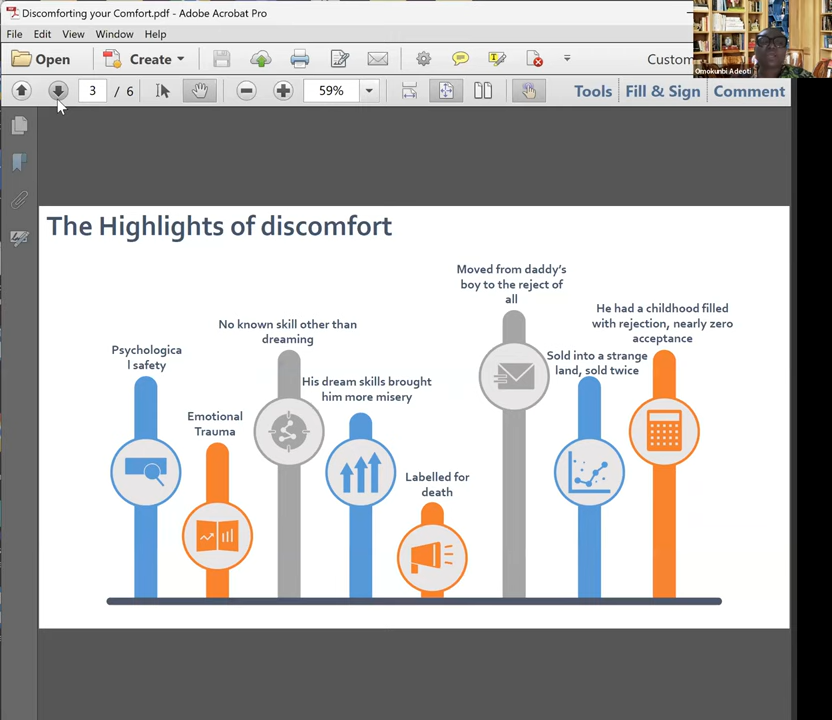 Discomforting your Comfort.pdf - Adobe Acrobat Pro
File Edit View Window Help
Open
Create
Custom
Omokunbi Adeoti
3 / 6
59%
Tools
Fill & Sign
Comment
The Highlights of discomfort
Moved from daddy's
boy to the reject of
all
He had a childhood filled
with rejection, nearly zero
acceptance
No known skill other than
dreaming
Psychologica
l safety
Sold into a strange
land, sold twice
His dream skills brought
him more misery
Emotional
Trauma
Labelled for
death